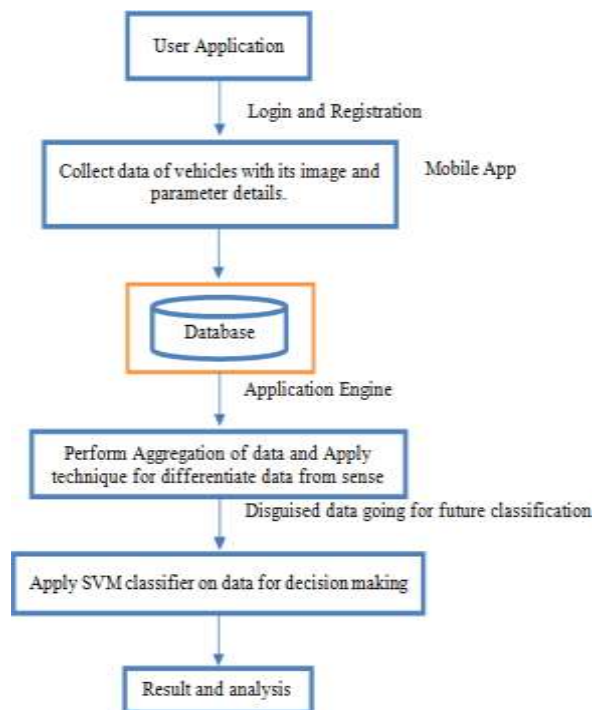 User Application
Login and Registration
Collect data of vehicles with its image and
parameter details.
Mobile App
Database
Application Engine
Perform Aggregation of data and Apply
technique for differentiate data from sense
Disguised data going for future classification
Apply SVM classifier on data for decision making
Result and analysis